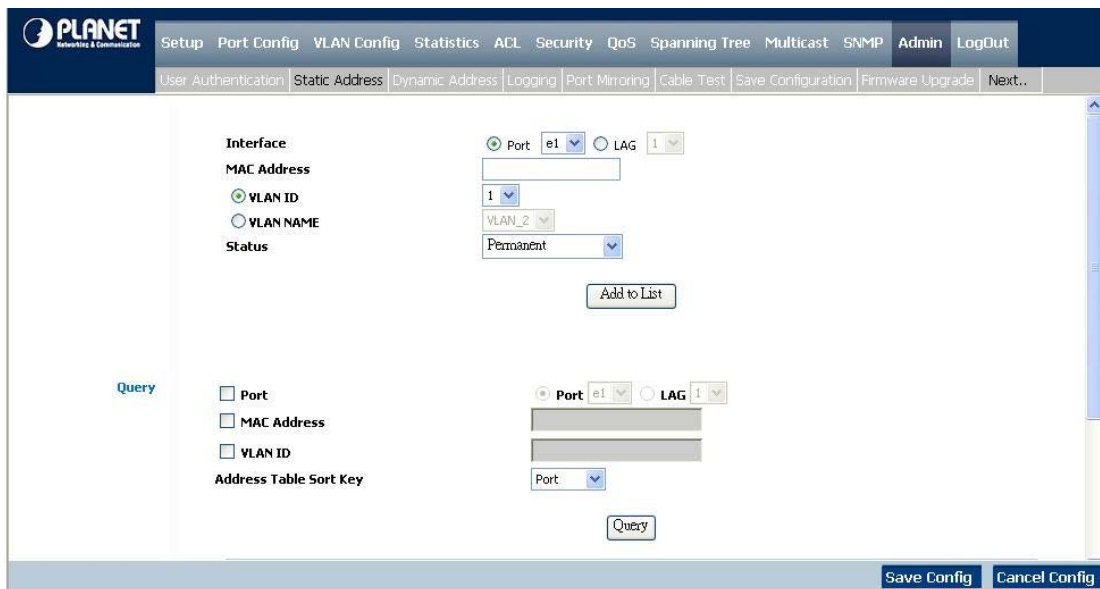 PLANET
Networking & Communication
Setup Port Config VLAN Config Statistics ACL Security QoS Spanning Tree Multicast SNMP Admin LogOut
User Authentication Static Address Dynamic Address Logging Port Mirroring Cable Test Save Configuration Firmware Upgrade Next..
Interface Port e1 LAG 1
MAC Address
VLAN ID 1
VLAN NAME VLAN_2
Status Permanent
Add to List
Query
Port Port e1 LAG 1
MAC Address
VLAN ID
Address Table Sort Key Port
Query
Save Config Cancel Config